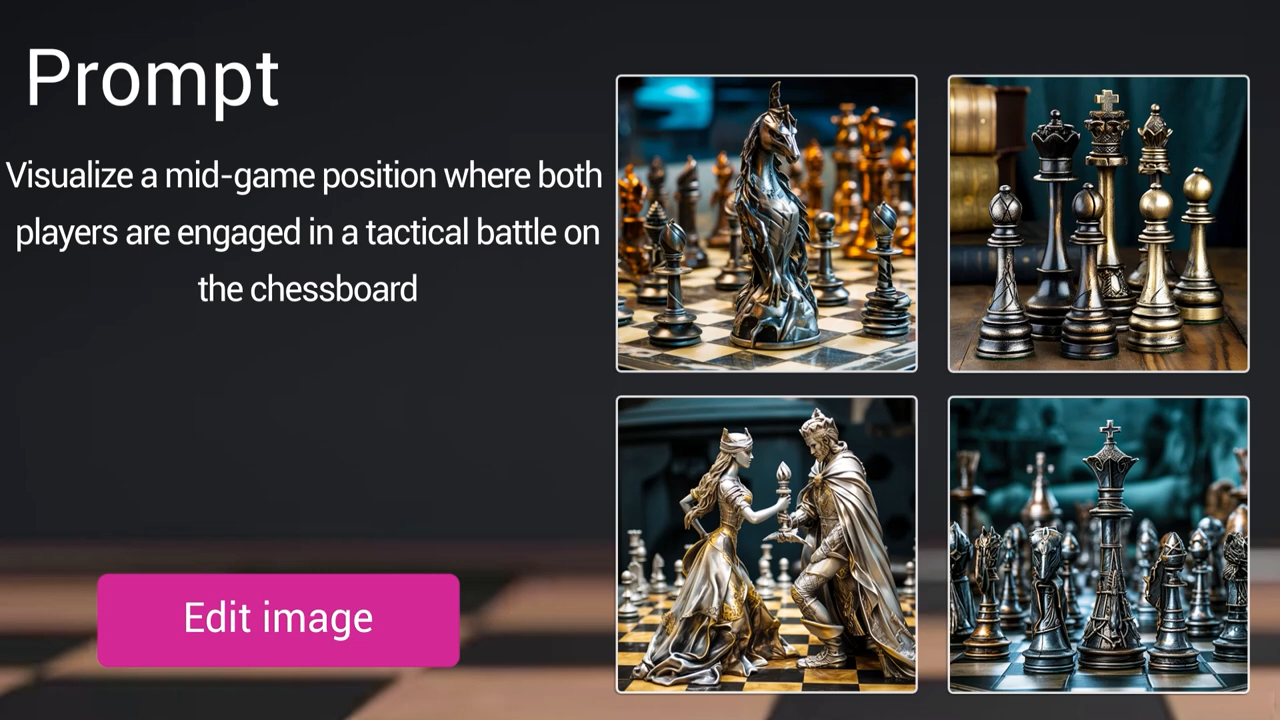 Prompt
Visualize a mid-game position where both
players are engaged in a tactical battle on
the chessboard
Edit image